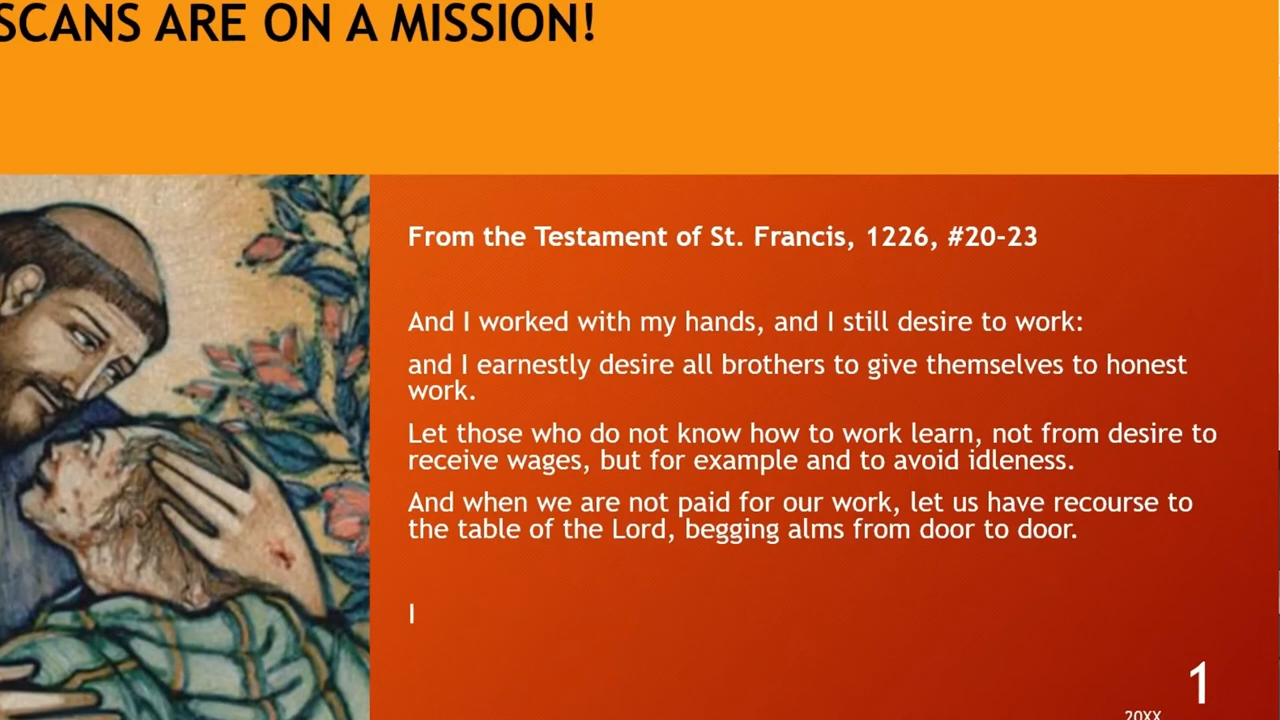 SCANS ARE ON A MISSION!
From the Testament of St. Francis, 1226, #20-23
And I worked with my hands, and I still desire to work:
and I earnestly desire all brothers to give themselves to honest
work.
Let those who do not know how to work learn, not from desire to
receive wages, but for example and to avoid idleness.
And when we are not paid for our work, let us have recourse to
the table of the Lord, begging alms from door to door.
I
1
20XX